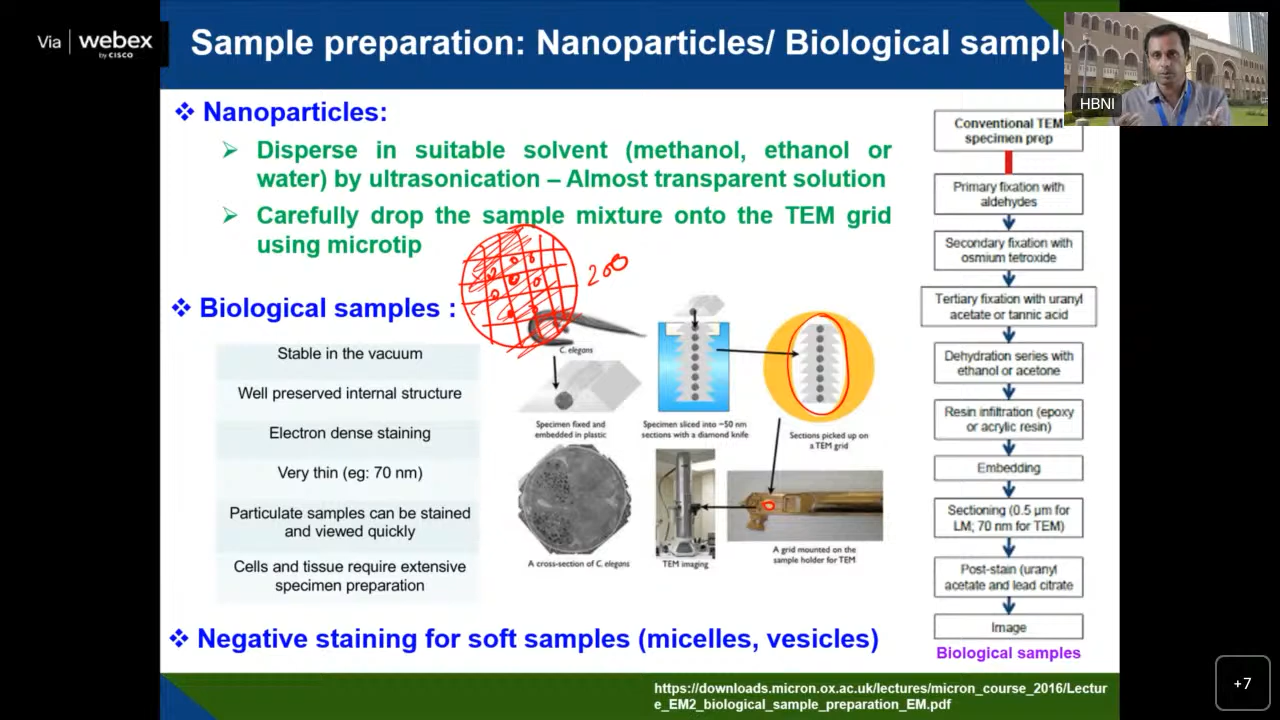 Via | webex
by CISCO
Sample preparation: Nanoparticles/ Biological sampl
HBNI
Nanoparticles:
Disperse in suitable solvent (methanol, ethanol or
water) by ultrasonication – Almost transparent solution
Carefully drop the sample mixture onto the TEM grid
using microtip
200
Biological samples :
Stable in the vacuum
Well preserved internal structure
Electron dense staining
Very thin (eg: 70 nm)
Particulate samples can be stained
and viewed quickly
Cells and tissue require extensive
specimen preparation
C. elegans
Specimen fixed and
embedded in plastic
Specimen sliced into ~50 nm
sections with a diamond knife
Sections picked up on
a TEM grid
A cross-section of C. elegans
TEM imaging
A grid mounted on the
sample holder for TEM
Conventional TEM
specimen prep
Primary fixation with
aldehydes
Secondary fixation with
osmium tetroxide
Tertiary fixation with uranyl
acetate or tannic acid
Dehydration series with
ethanol or acetone
Resin infiltration (epoxy
or acrylic resin)
Embedding
Sectioning (0.5 µm for
LM; 70 nm for TEM)
Post-stain (uranyl
acetate and lead citrate
Image
Biological samples
Negative staining for soft samples (micelles, vesicles)
https://downloads.micron.ox.ac.uk/lectures/micron_course_2016/Lectur
e_EM2_biological_sample_preparation_EM.pdf
+7